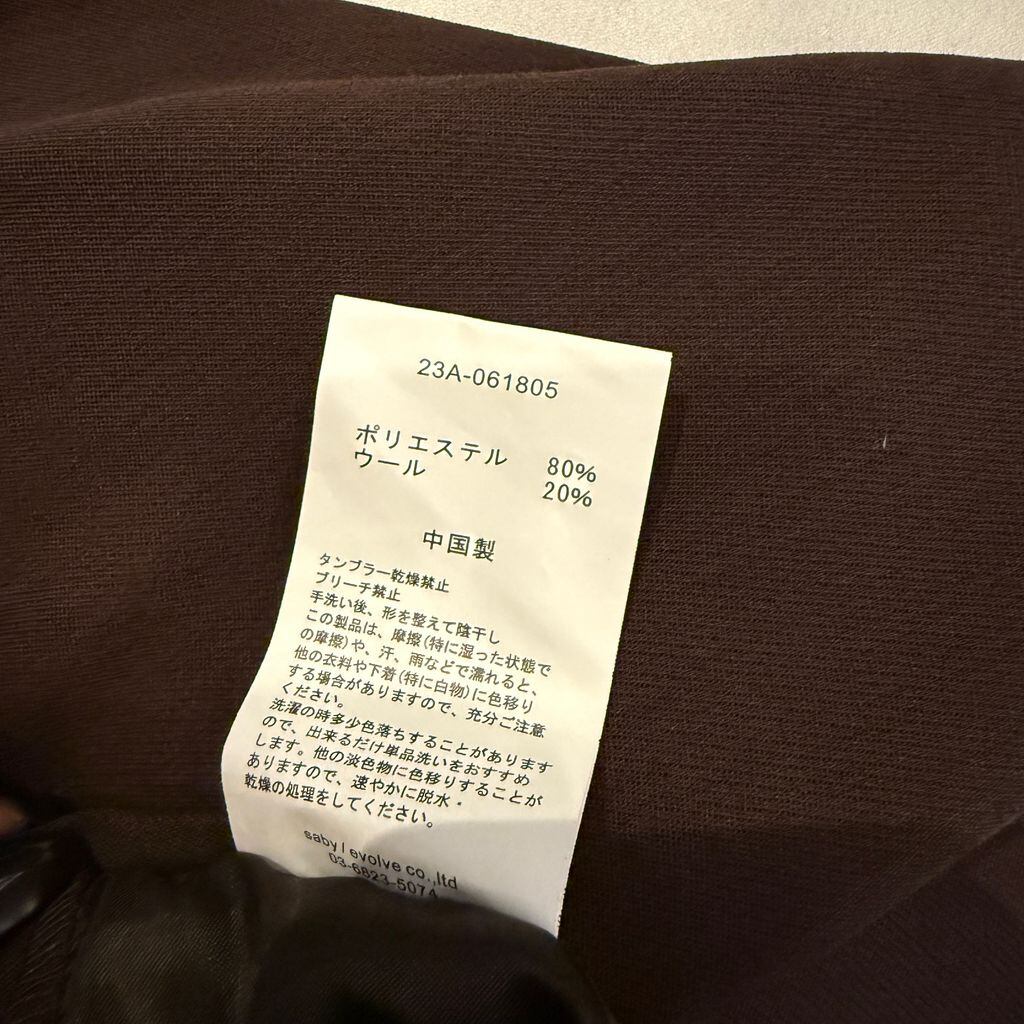 23A-061805
ポリエステル 80%
ウール 20%
中国製
タンブラー乾燥禁止
ブリーチ禁止
手洗い後、形を整えて陰干し
この製品は、摩擦(特に湿った状態で
の摩擦)や、汗、雨などで濡れると、
他の衣料や下着(特に白物)に色移り
する場合がありますので、充分ご注意
ください。
洗濯の時多少色落ちすることがあります
ので、出来るだけ単品洗いをおすすめ
します。他の淡色物に色移りすることが
ありますので、速やかに脱水・
乾燥の処理をしてください。
saby l evolve co.,ltd
03-6823-5074